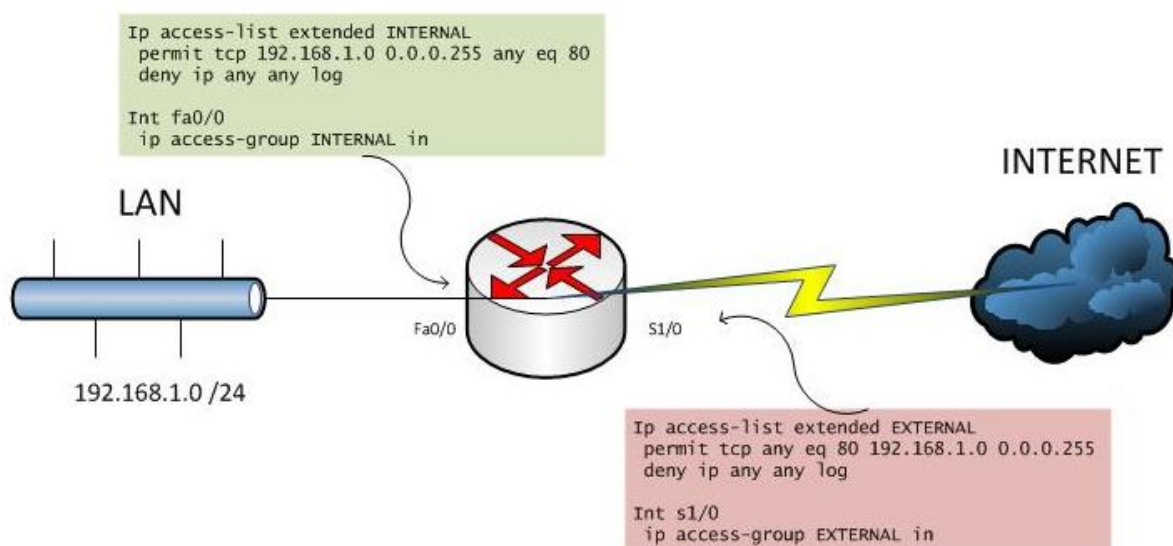 Ip access-list extended INTERNAL
permit tcp 192.168.1.0 0.0.0.255 any eq 80
deny ip any any log
Int fa0/0
ip access-group INTERNAL in
INTERNET
LAN
Fa0/0
S1/0
192.168.1.0 /24
Ip access-list extended EXTERNAL
permit tcp any eq 80 192.168.1.0 0.0.0.255
deny ip any any log
Int s1/0
ip access-group EXTERNAL in